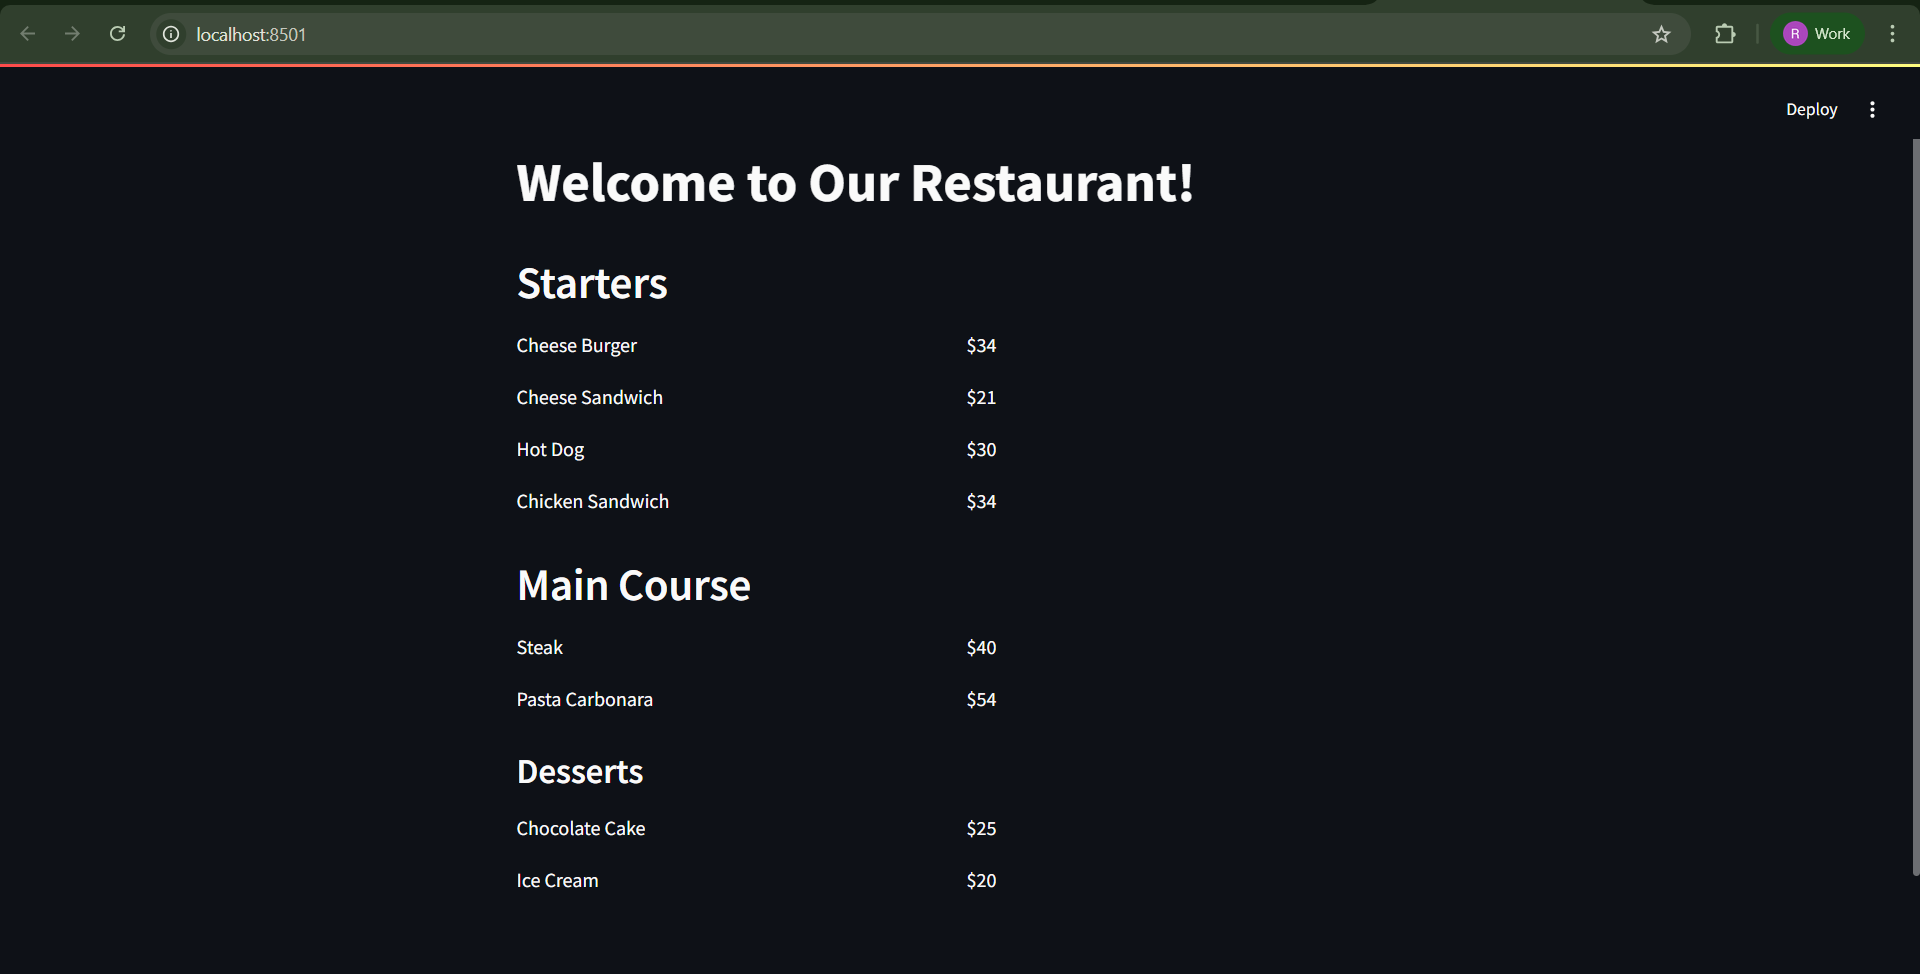 localhost:8501
R Work
Deploy
Welcome to Our Restaurant!
Starters
Cheese Burger $34
Cheese Sandwich $21
Hot Dog $30
Chicken Sandwich $34
Main Course
Steak $40
Pasta Carbonara $54
Desserts
Chocolate Cake $25
Ice Cream $20